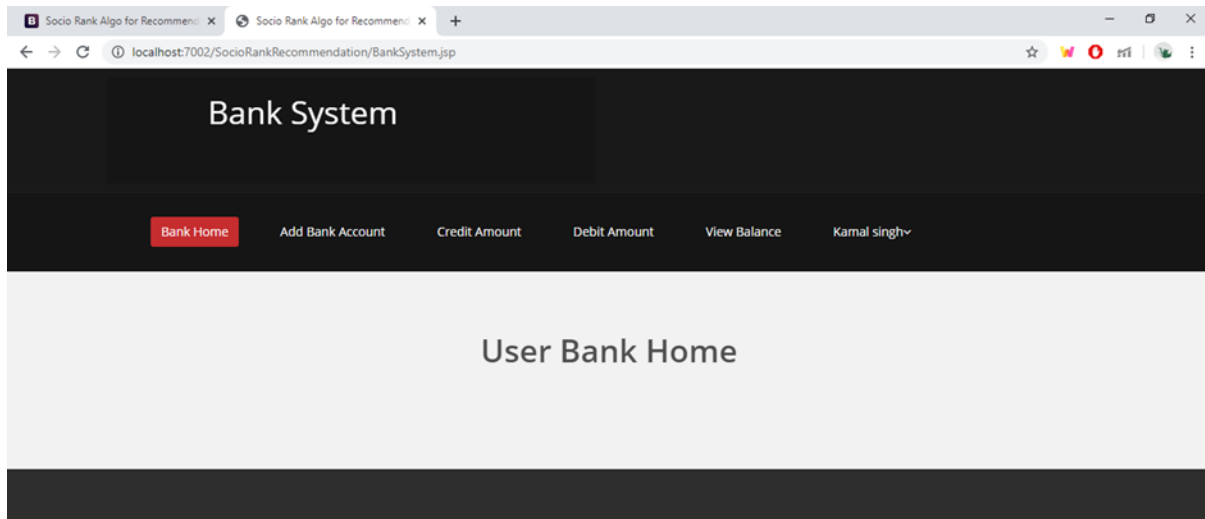 Socio Rank Algo for Recommend Socio Rank Algo for Recommend
localhost:7002/SocioRankRecommendation/BankSystem.jsp
Bank System
Bank Home Add Bank Account Credit Amount Debit Amount View Balance Kamal singh
User Bank Home